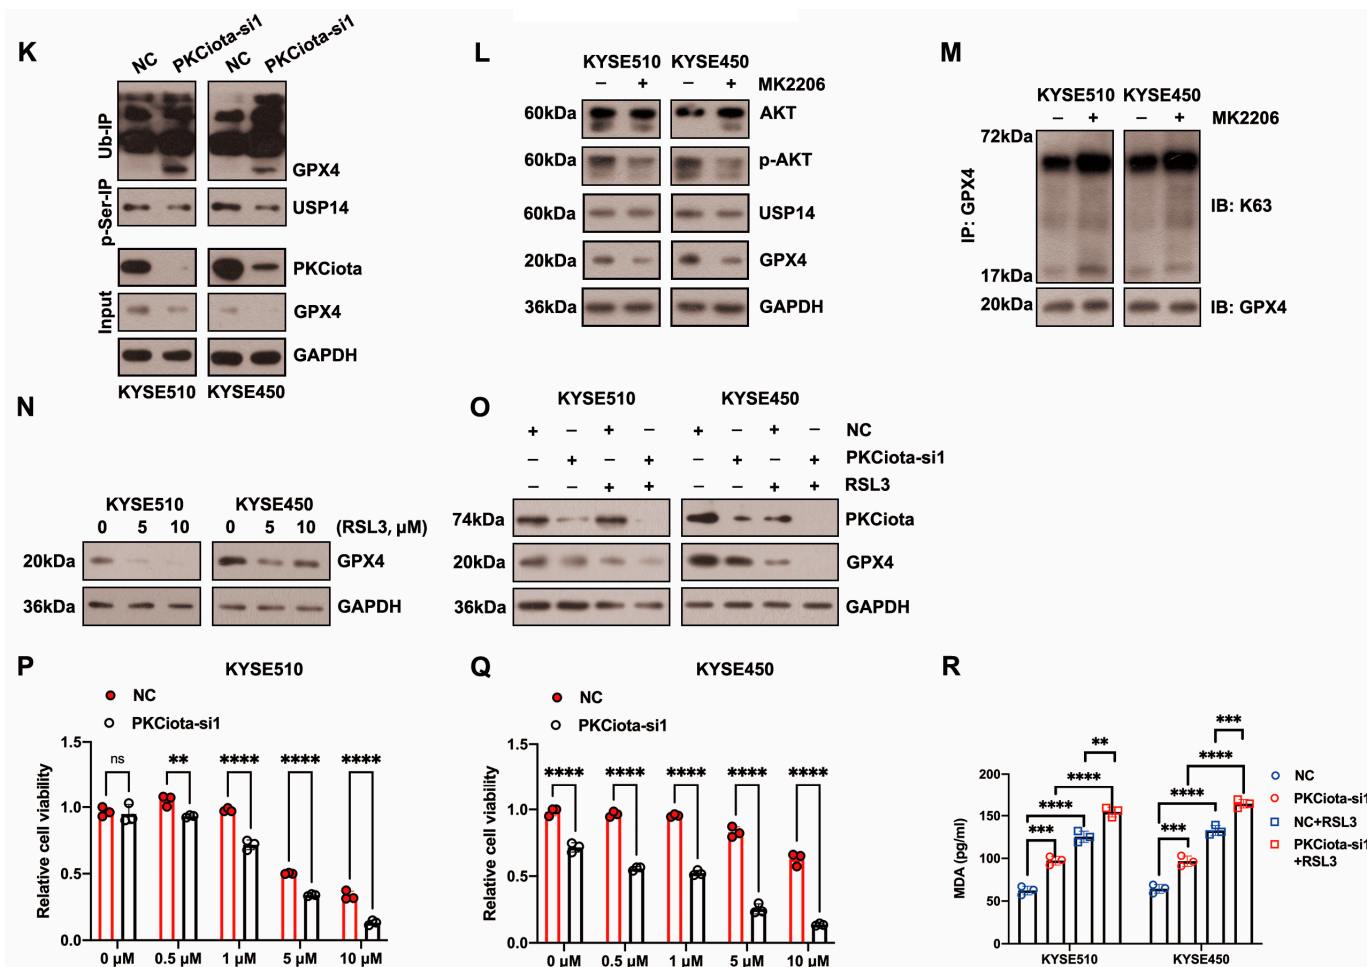 K
NC PKCiota-si1 NC PKCiota-si1
Ub-IP
GPX4
p-Ser-IP
USP14
Input
PKCiota
GPX4
GAPDH
KYSE510 KYSE450
L
KYSE510 KYSE450
– + – + MK2206
60kDa AKT
60kDa p-AKT
60kDa USP14
20kDa GPX4
36kDa GAPDH
M
KYSE510 KYSE450
– + – + MK2206
72kDa
IP: GPX4
IB: K63
17kDa
20kDa IB: GPX4
N
KYSE510 KYSE450
0 5 10 0 5 10 (RSL3, μM)
20kDa GPX4
36kDa GAPDH
O
KYSE510 KYSE450
+ – + – + – + – NC
– + – + – + – + PKCiota-si1
– – + + – – + + RSL3
74kDa PKCiota
20kDa GPX4
36kDa GAPDH
P
KYSE510
NC
PKCiota-si1
Relative cell viability
1.5
1.0
0.5
0.0
ns ** **** **** ****
0 μM 0.5 μM 1 μM 5 μM 10 μM
Q
KYSE450
NC
PKCiota-si1
Relative cell viability
1.5
1.0
0.5
0.0
**** **** **** **** ****
0 μM 0.5 μM 1 μM 5 μM 10 μM
R
MDA (pg/ml)
200
150
100
50
0
*** **** **** **
*** **** **** ***
KYSE510 KYSE450
NC
PKCiota-si1
NC+RSL3
PKCiota-si1
+RSL3